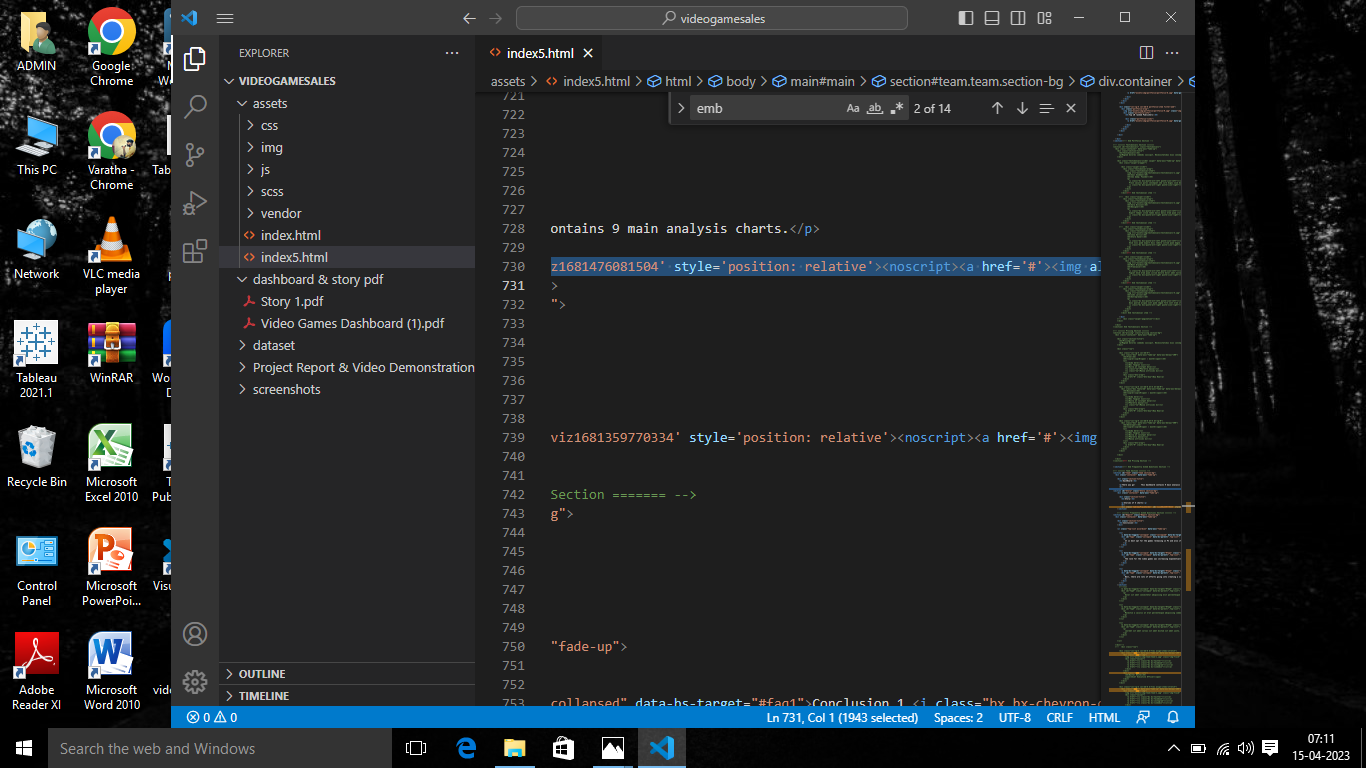 ADMIN
Google
Chrome
This PC
Varatha -
Chrome
Network
VLC media
player
Tableau
2021.1
WinRAR
Recycle Bin
Microsoft
Excel 2010
Control
Panel
Microsoft
PowerPoi...
Adobe
Reader XI
Microsoft
Word 2010
videogamesales
EXPLORER
VIDEOGAMESALES
assets
css
img
js
scss
vendor
index.html
index5.html
dashboard & story pdf
Story 1.pdf
Video Games Dashboard (1).pdf
dataset
Project Report & Video Demonstration
screenshots
OUTLINE
TIMELINE
index5.html
assets > index5.html > html > body > main#main > section#team.team.section-bg > div.container >
emb
Aa ab
2 of 14
721
722
723
724
725
726
727
728 ontains 9 main analysis charts.</p>
729
730 z1681476081504' style='position: relative'><noscript><a href='#'><img al
731 >
732 ">
733
734
735
736
737
738
739 viz1681359770334' style='position: relative'><noscript><a href='#'><img
740
741
742 Section ======= -->
743 g">
744
745
746
747
748
749
750 "fade-up">
751
752
753 collapsed" data-bs-target="#faq1">Conclusion 1 <i class="bx bx-chevron-
0 0
Ln 731, Col 1 (1943 selected)
Spaces: 2
UTF-8
CRLF
HTML
Search the web and Windows
07:11
15-04-2023